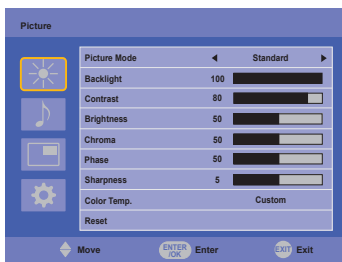 Picture
Picture Mode Standard
Backlight 100
Contrast 80
Brightness 50
Chroma 50
Phase 50
Sharpness 5
Color Temp. Custom
Reset
Move ENTER /OK Enter EXIT Exit